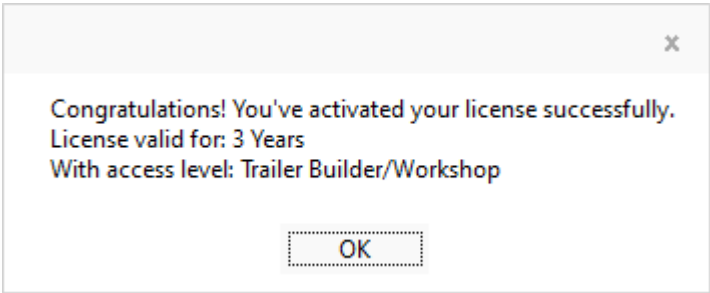 Congratulations! You've activated your license successfully.
License valid for: 3 Years
With access level: Trailer Builder/Workshop
OK